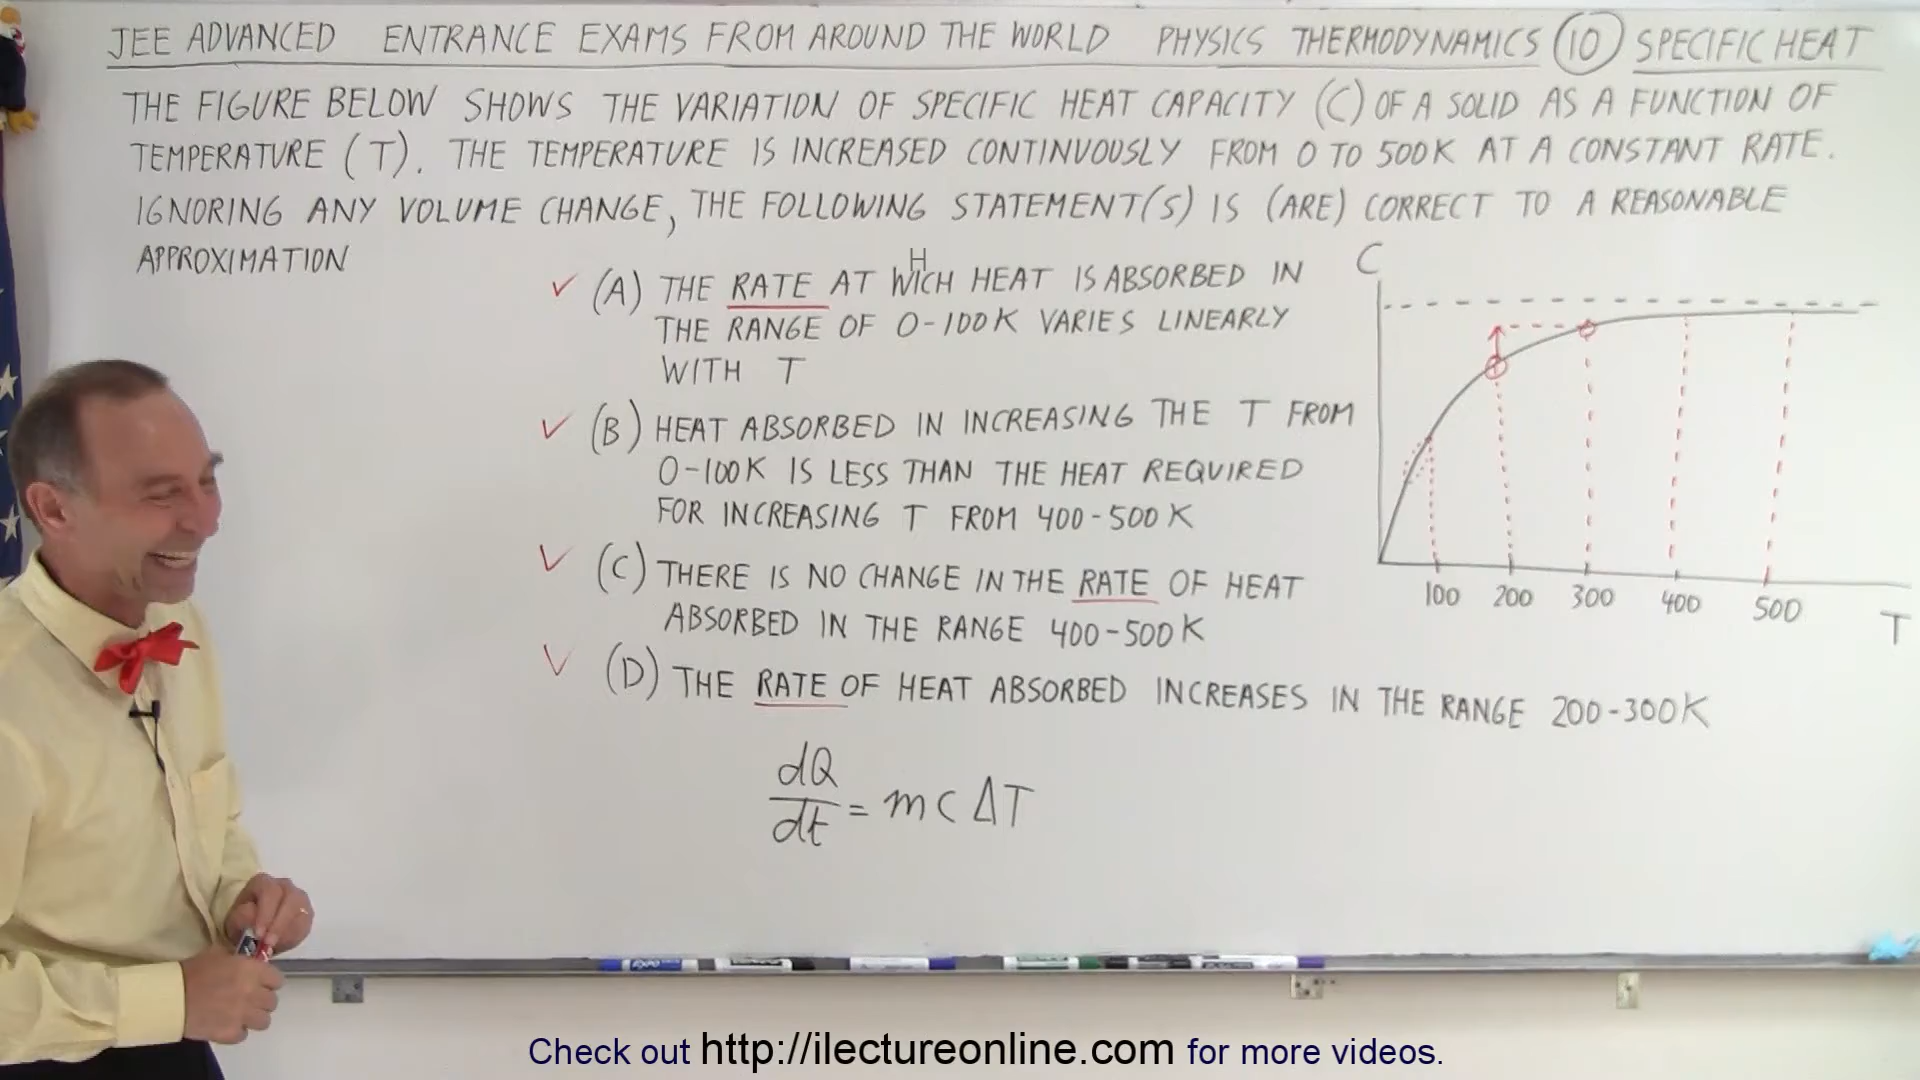 JEE ADVANCED ENTRANCE EXAMS FROM AROUND THE WORLD PHYSICS THERMODYNAMICS 10 SPECIFIC HEAT
THE FIGURE BELOW SHOWS THE VARIATION OF SPECIFIC HEAT CAPACITY (C) OF A SOLID AS A FUNCTION OF
TEMPERATURE (T). THE TEMPERATURE IS INCREASED CONTINVOUSLY FROM 0 TO 500K AT A CONSTANT RATE.
IGNORING ANY VOLUME CHANGE, THE FOLLOWING STATEMENT(S) IS (ARE) CORRECT TO A REASONABLE
APPROXIMATION
✓ (A) THE RATE AT WHICH HEAT IS ABSORBED IN
THE RANGE OF 0-100K VARIES LINEARLY
WITH T
✓ (B) HEAT ABSORBED IN INCREASING THE T FROM
0-100K IS LESS THAN THE HEAT REQUIRED
FOR INCREASING T FROM 400-500K
✓ (C) THERE IS NO CHANGE IN THE RATE OF HEAT
ABSORBED IN THE RANGE 400-500K
✓ (D) THE RATE OF HEAT ABSORBED INCREASES IN THE RANGE 200-300K
dQ/dt = mcΔT
C
100 200 300 400 500
T
EXPO
Check out http://ilectureonline.com for more videos.